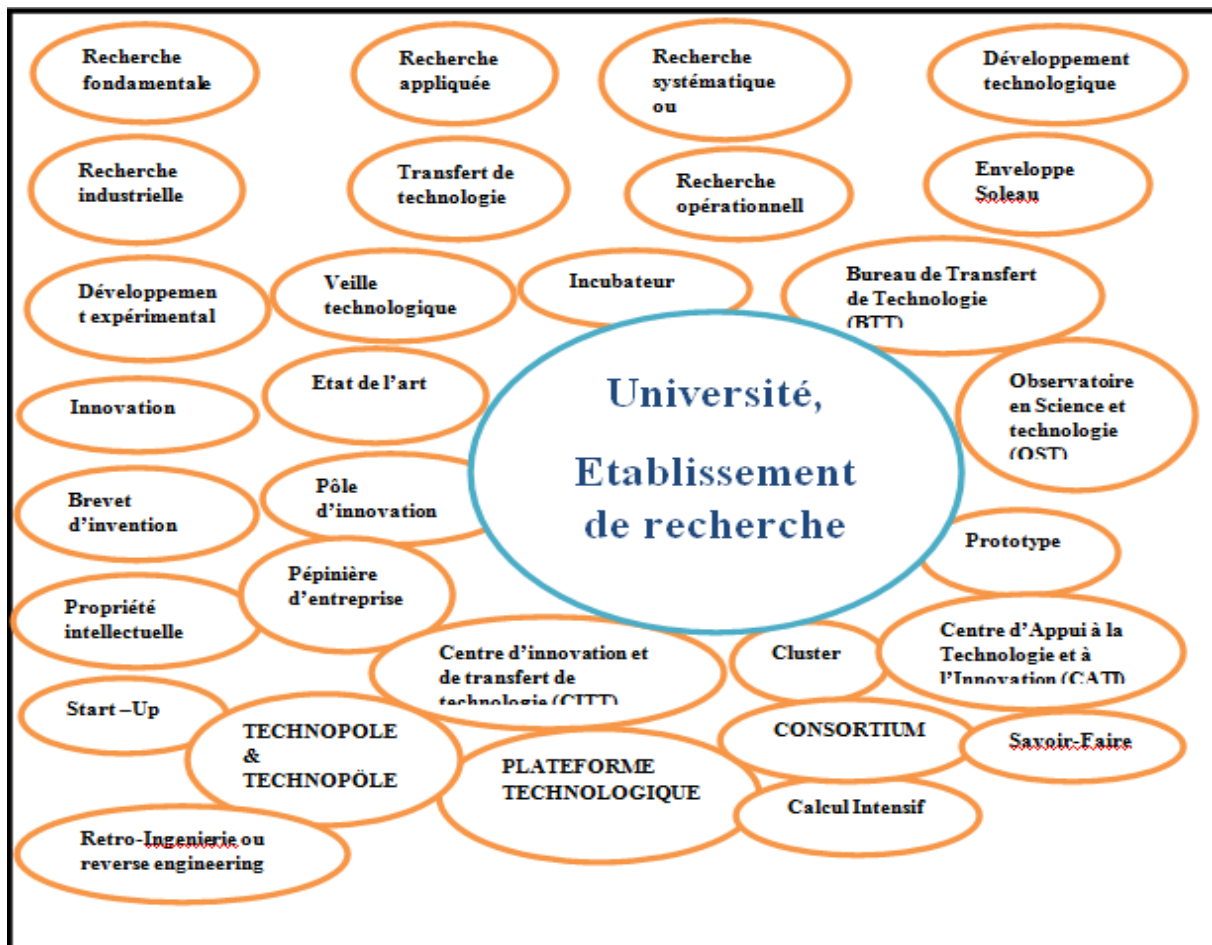 Recherche
fondamentale
Recherche
appliquée
Recherche
systématique
ou
Développement
technologique
Recherche
industrielle
Transfert de
technologie
Recherche
opérationnell
Enveloppe
Soleau
Développemen
t expérimental
Veille
technologique
Incubateur
Bureau de Transfert
de Technologie
(BTT)
Innovation
Etat de l’art
Université,
Etablissement
de recherche
Observatoire
en Science et
technologie
(OST)
Brevet
d’invention
Pôle
d’innovation
Prototype
Propriété
intellectuelle
Pépinière
d’entreprise
Centre d’innovation et
de transfert de
technologie (CITT)
Cluster
Centre d’Appui à la
Technologie et à
l’Innovation (CATI)
Start –Up
TECHNOPOLE
&
TECHNOPÖLE
PLATEFORME
TECHNOLOGIQUE
CONSORTIUM
Savoir-Faire
Calcul Intensif
Retro-Ingenierie ou
reverse engineering